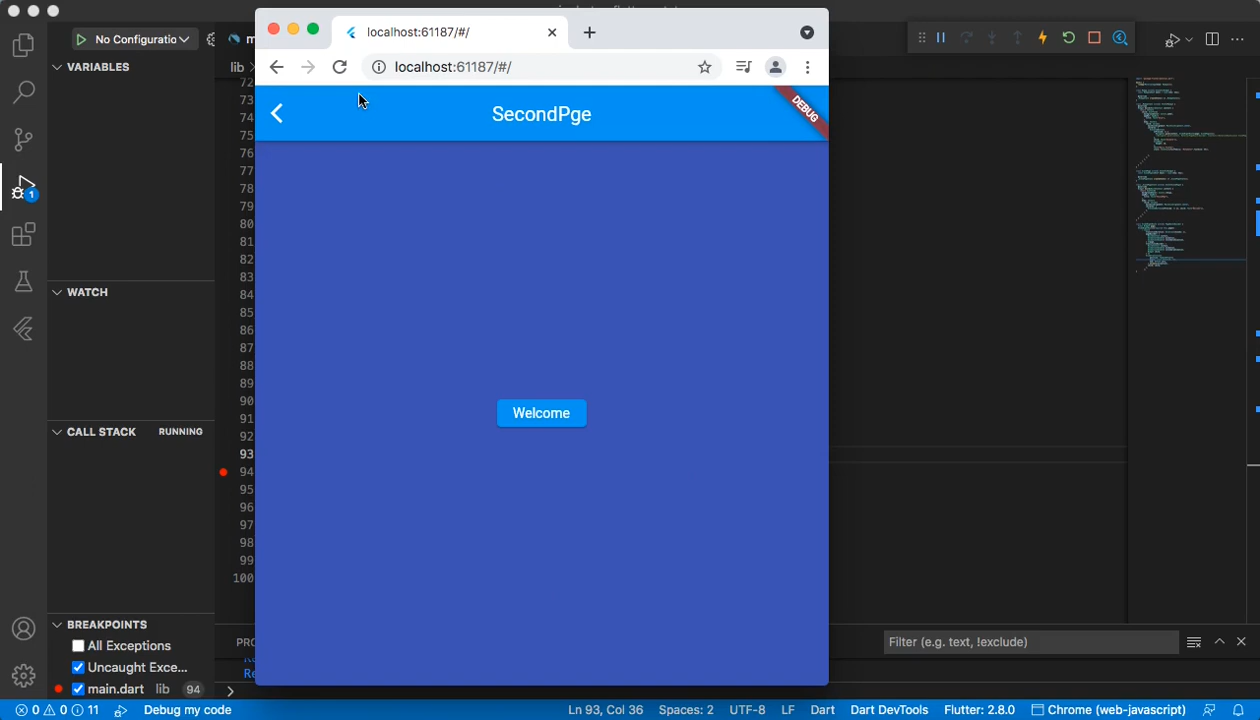 No Configuratio
VARIABLES
WATCH
CALL STACK RUNNING
BREAKPOINTS
All Exceptions
Uncaught Exce...
main.dart lib 94
lib
72
73
74
75
76
77
78
79
80
81
82
83
84
85
86
87
88
89
90
91
92
93
94
95
96
97
98
99
100
localhost:61187/#/
localhost:61187/#/
SecondPge
DEBUG
Welcome
Filter (e.g. text, !exclude)
1
0 0 11
Debug my code
Ln 93, Col 36
Spaces: 2
UTF-8
LF
Dart
Dart DevTools
Flutter: 2.8.0
Chrome (web-javascript)